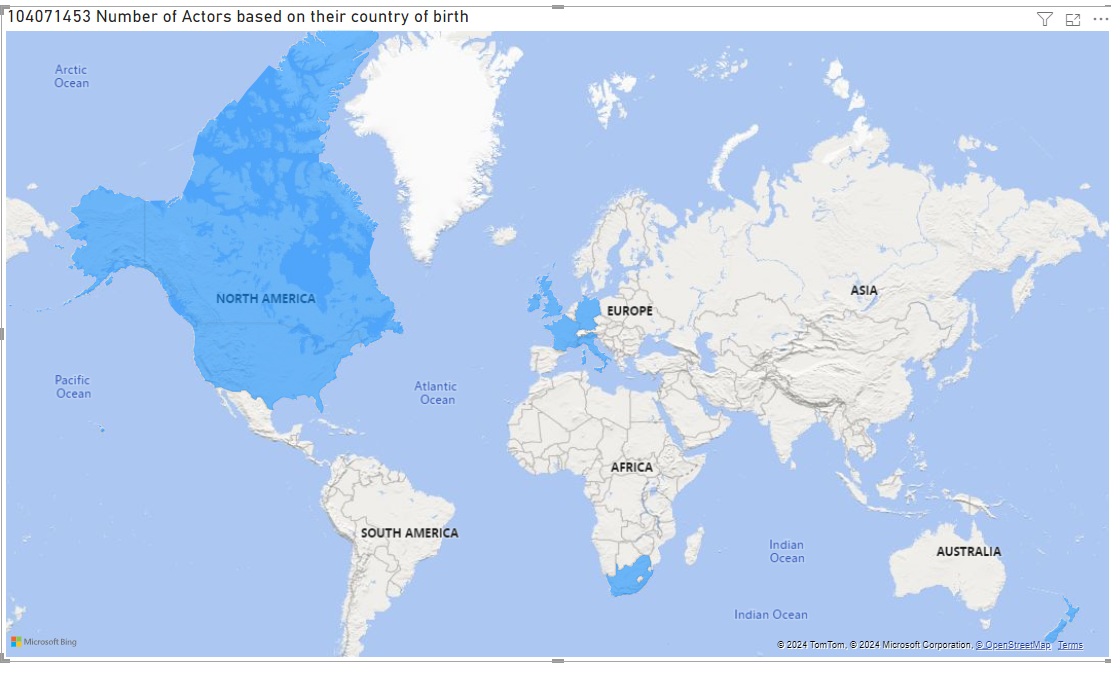 104071453 Number of Actors based on their country of birth
Arctic
Ocean
NORTH AMERICA
EUROPE
ASIA
Pacific
Ocean
Atlantic
Ocean
AFRICA
SOUTH AMERICA
Indian
Ocean
AUSTRALIA
Indian Ocean
Microsoft Bing
© 2024 TomTom, © 2024 Microsoft Corporation, © OpenStreetMap Terms